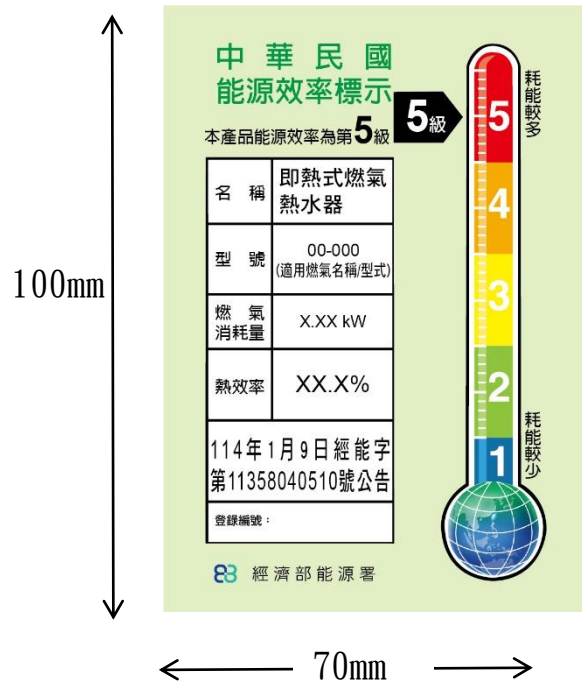 中華民國
能源效率標示
本產品能源效率為第5級
5級
名稱
即熱式燃氣
熱水器
型號
00-000
(適用燃氣名稱/型式)
燃氣
消耗量
X.XX kW
熱效率
XX.X%
114年1月9日經能字
第11358040510號公告
登錄編號：
經濟部能源署
耗能較多
5
4
3
2
1
耗能較少
100mm
70mm